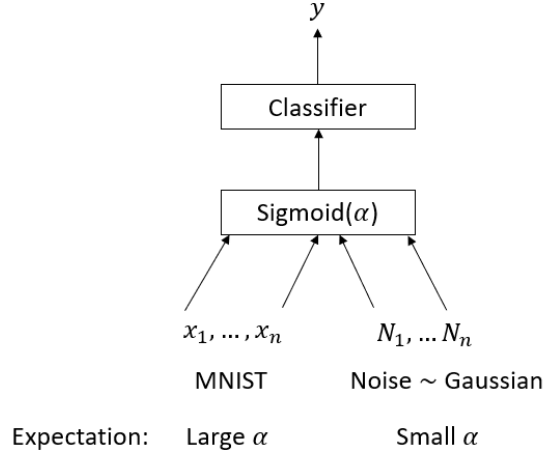 y
Classifier
Sigmoid(α)
x₁, … , xₙ N₁, … Nₙ
MNIST Noise ~ Gaussian
Expectation: Large α Small α